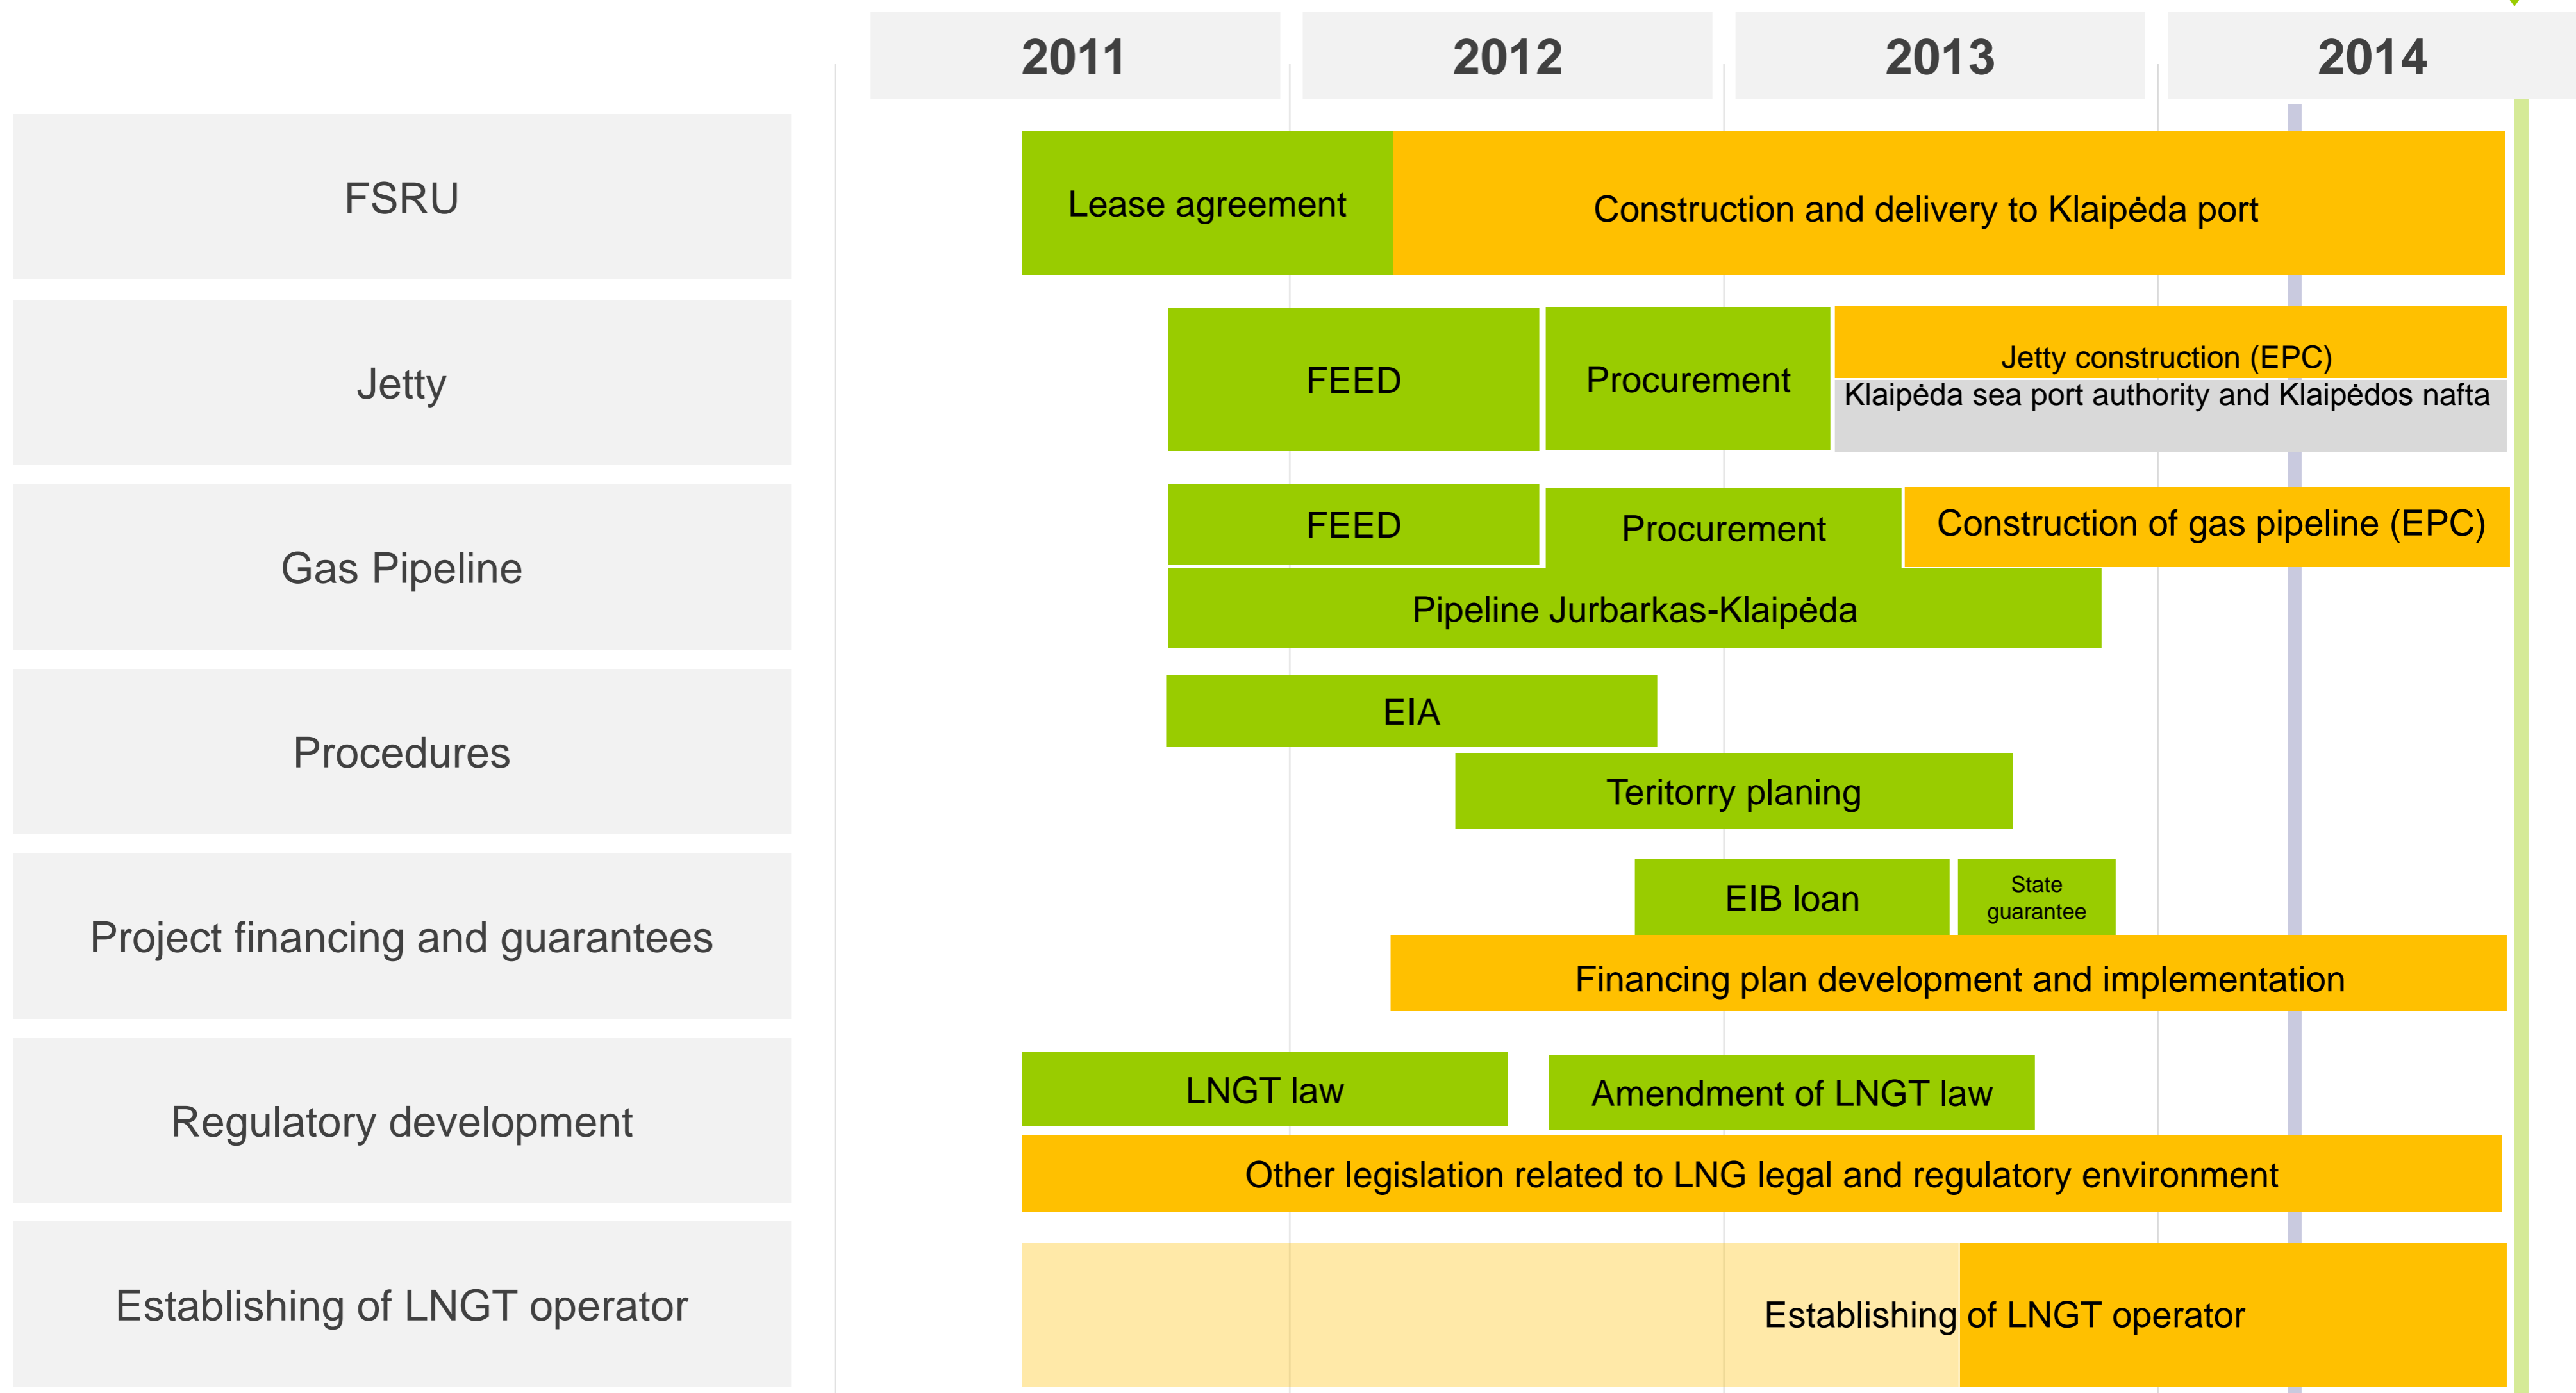 2011 2012 2013 2014
FSRU
Lease agreement
Construction and delivery to Klaipėda port
Jetty
FEED
Procurement
Jetty construction (EPC)
Klaipėda sea port authority and Klaipėdos nafta
Gas Pipeline
FEED
Procurement
Construction of gas pipeline (EPC)
Pipeline Jurbarkas-Klaipėda
Procedures
EIA
Teritorry planing
Project financing and guarantees
EIB loan
State
guarantee
Financing plan development and implementation
Regulatory development
LNGT law
Amendment of LNGT law
Other legislation related to LNG legal and regulatory environment
Establishing of LNGT operator
Establishing of LNGT operator